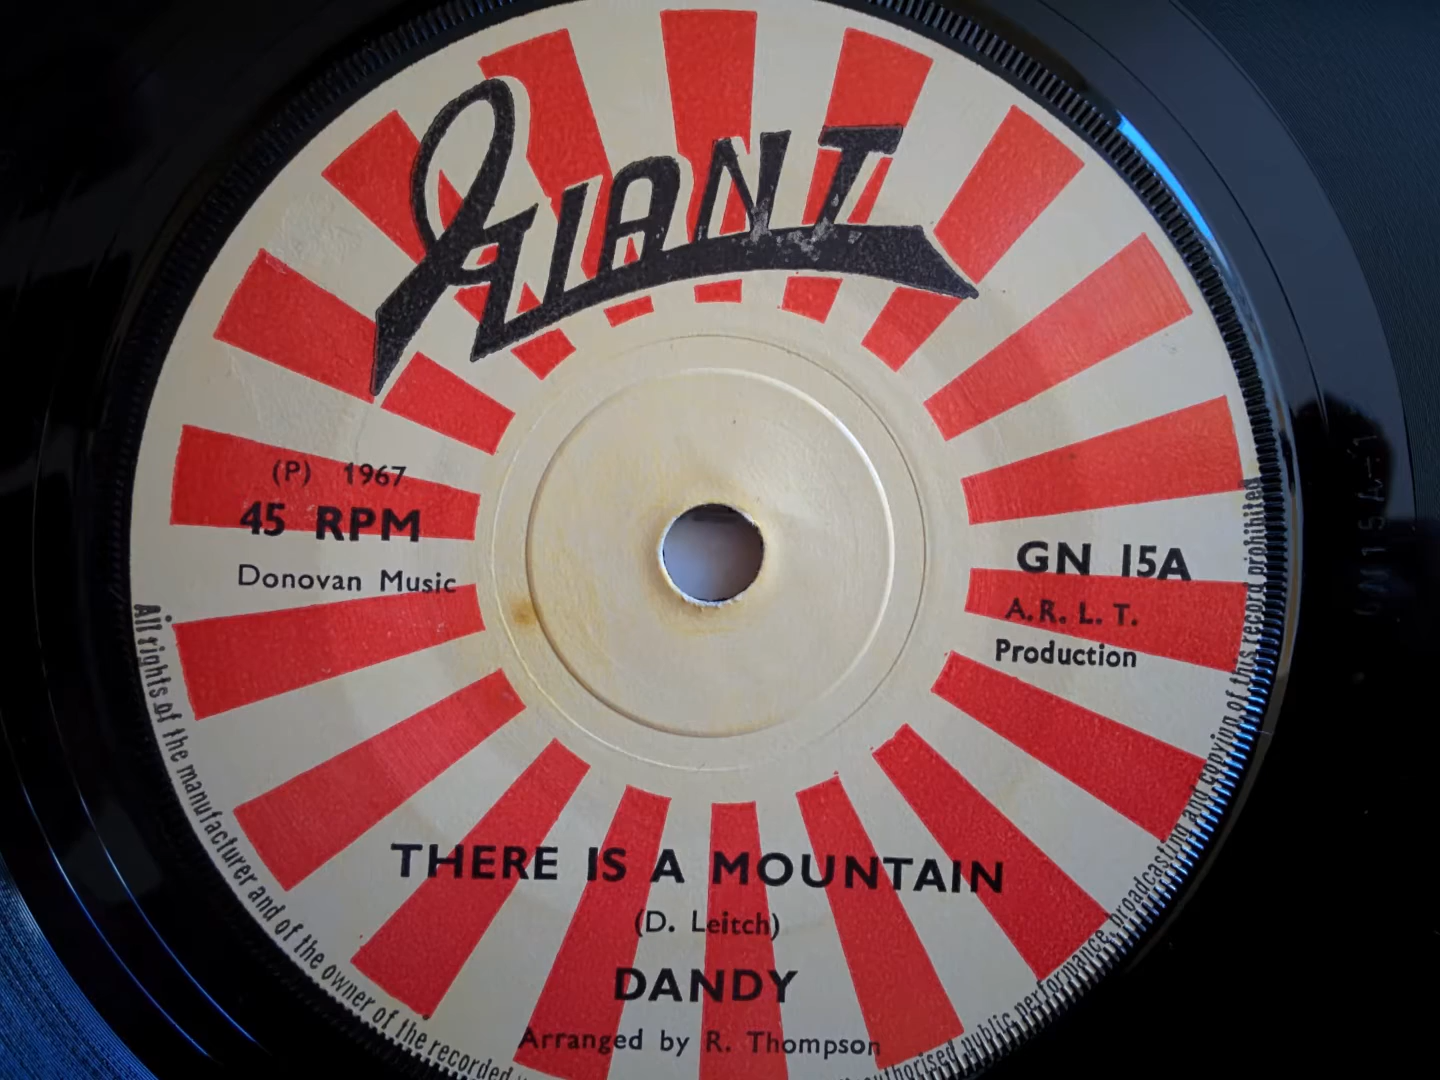 GIANT
(P) 1967
45 RPM
Donovan Music
GN 15A
A.R.L.T.
Production
THERE IS A MOUNTAIN
(D. Leitch)
DANDY
Arranged by R. Thompson
All rights of the manufacturer and of the owner of the recorded
authorised public performance, broadcasting and copying of this record prohibited